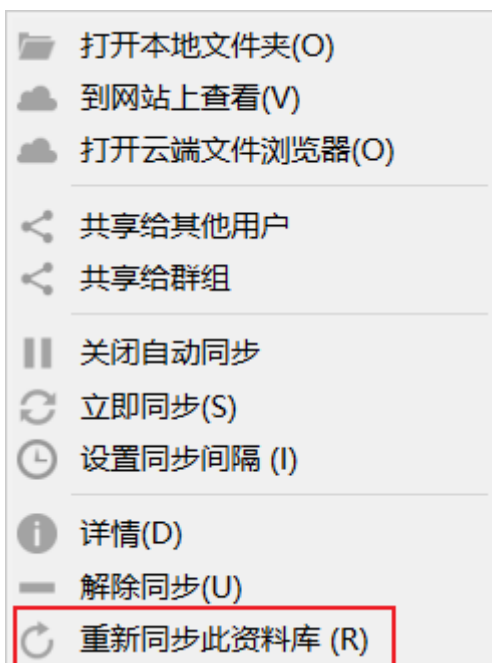 打开本地文件夹(O)
到网站上查看(V)
打开云端文件浏览器(O)
共享给其他用户
共享给群组
关闭自动同步
立即同步(S)
设置同步间隔 (I)
详情(D)
解除同步(U)
重新同步此资料库 (R)